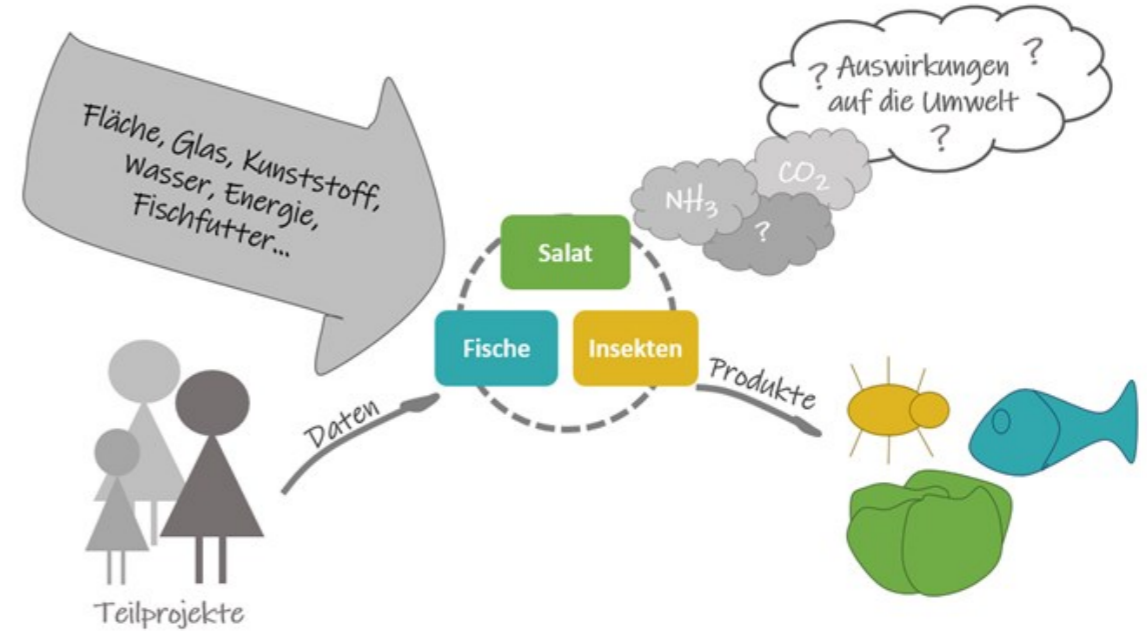 Fläche, Glas, Kunststoff,
Wasser, Energie,
Fischfutter...
? Auswirkungen ?
auf die Umwelt
?
CO₂
NH₃
?
Salat
Fische
Insekten
Daten
Produkte
Teilprojekte